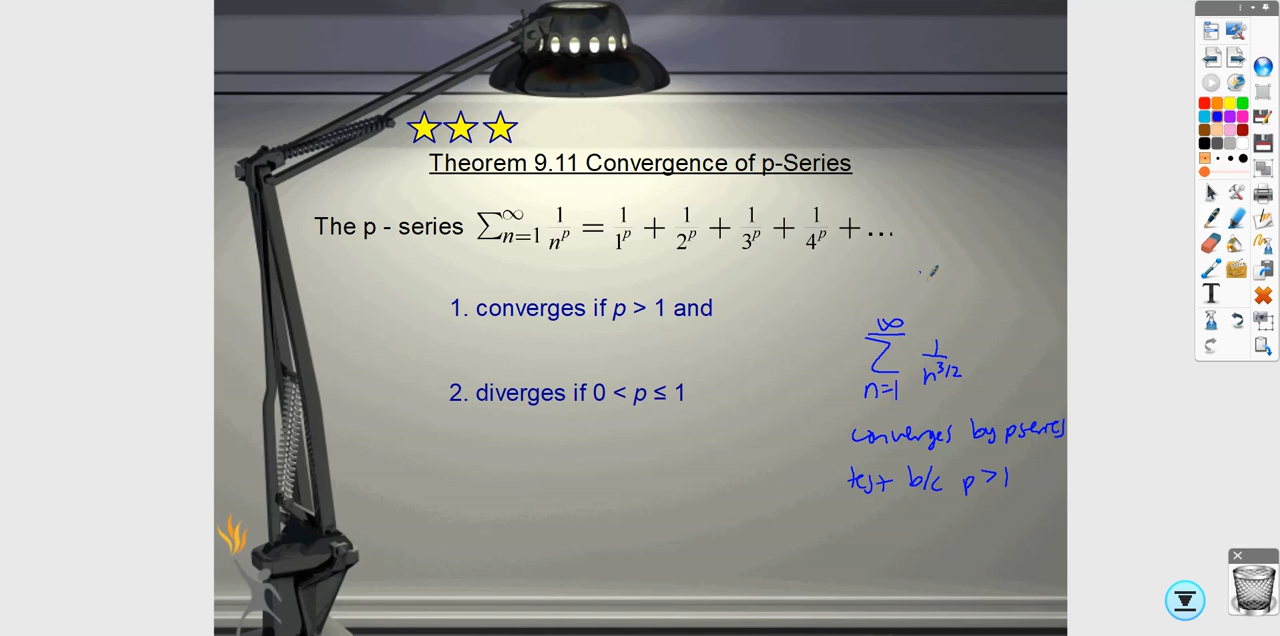 Theorem 9.11 Convergence of p-Series
The p - series ∑_{n=1}^{∞} 1/n^p = 1/1^p + 1/2^p + 1/3^p + 1/4^p + …
1. converges if p > 1 and
2. diverges if 0 < p ≤ 1
∑_{n=1}^{∞} 1/n^{3/2}
converges by pseries
test b/c p >1